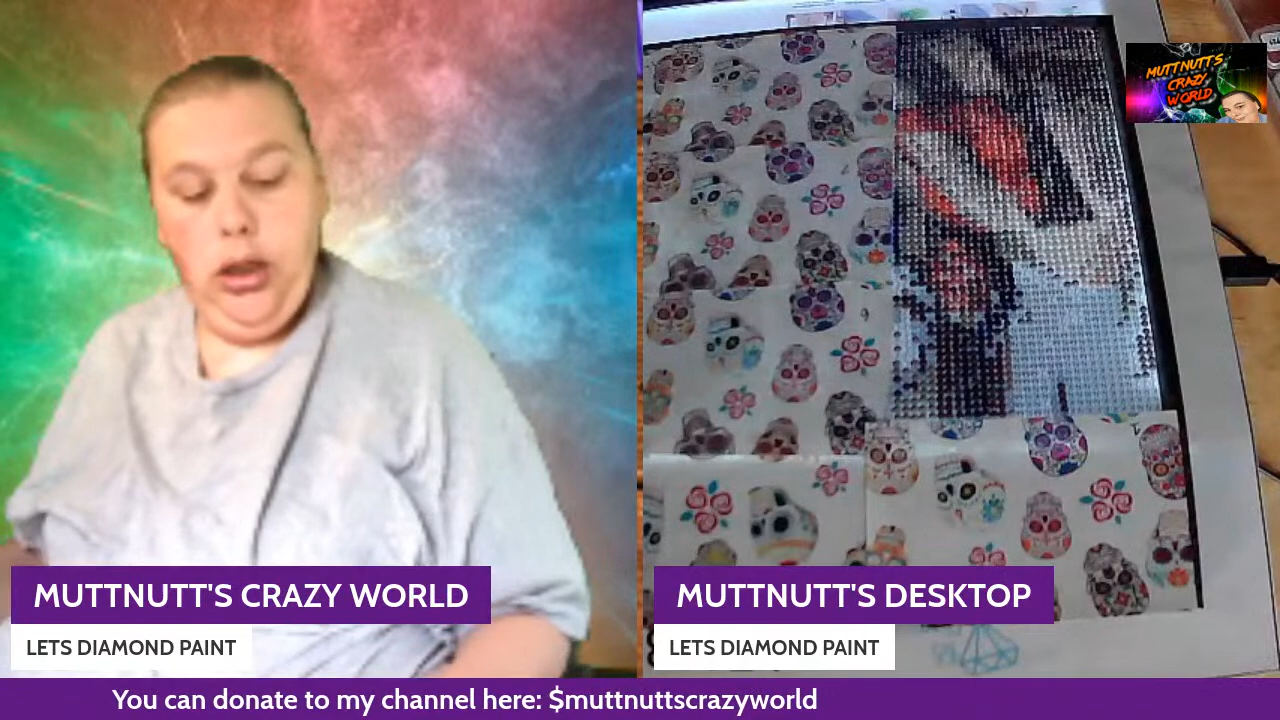 MUTTNUTT'S
CRAZY
WORLD
MUTTNUTT'S CRAZY WORLD
LETS DIAMOND PAINT
MUTTNUTT'S DESKTOP
LETS DIAMOND PAINT
You can donate to my channel here: $muttnuttscrazyworld